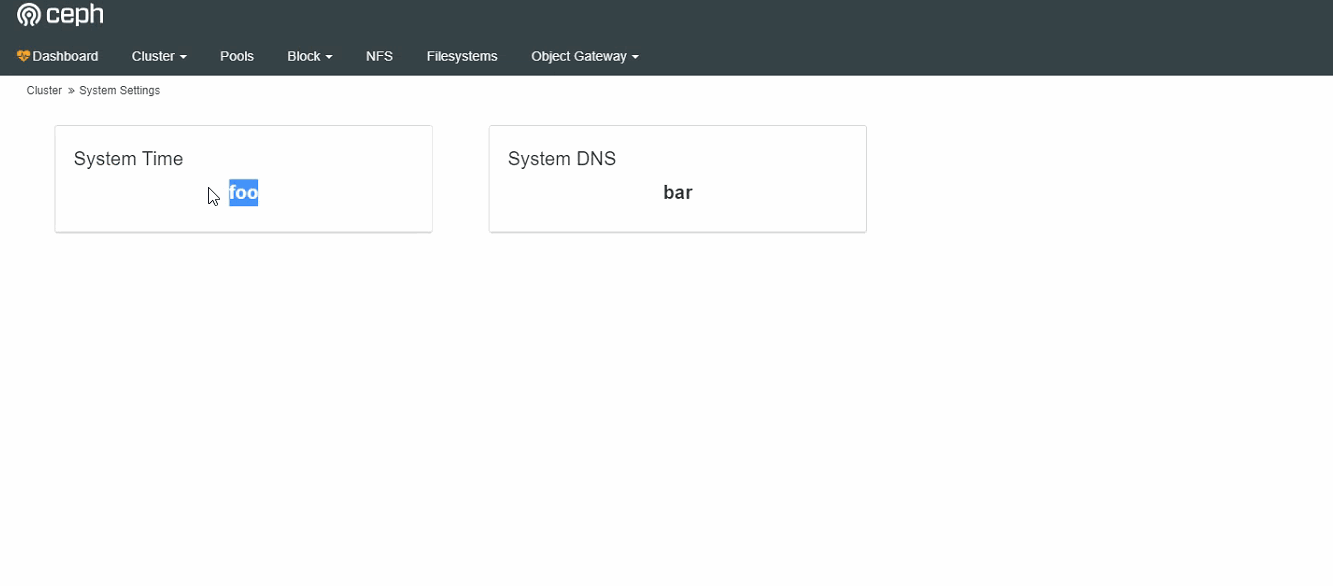 ceph
Dashboard Cluster Pools Block NFS Filesystems Object Gateway
Cluster » System Settings
System Time
foo
System DNS
bar